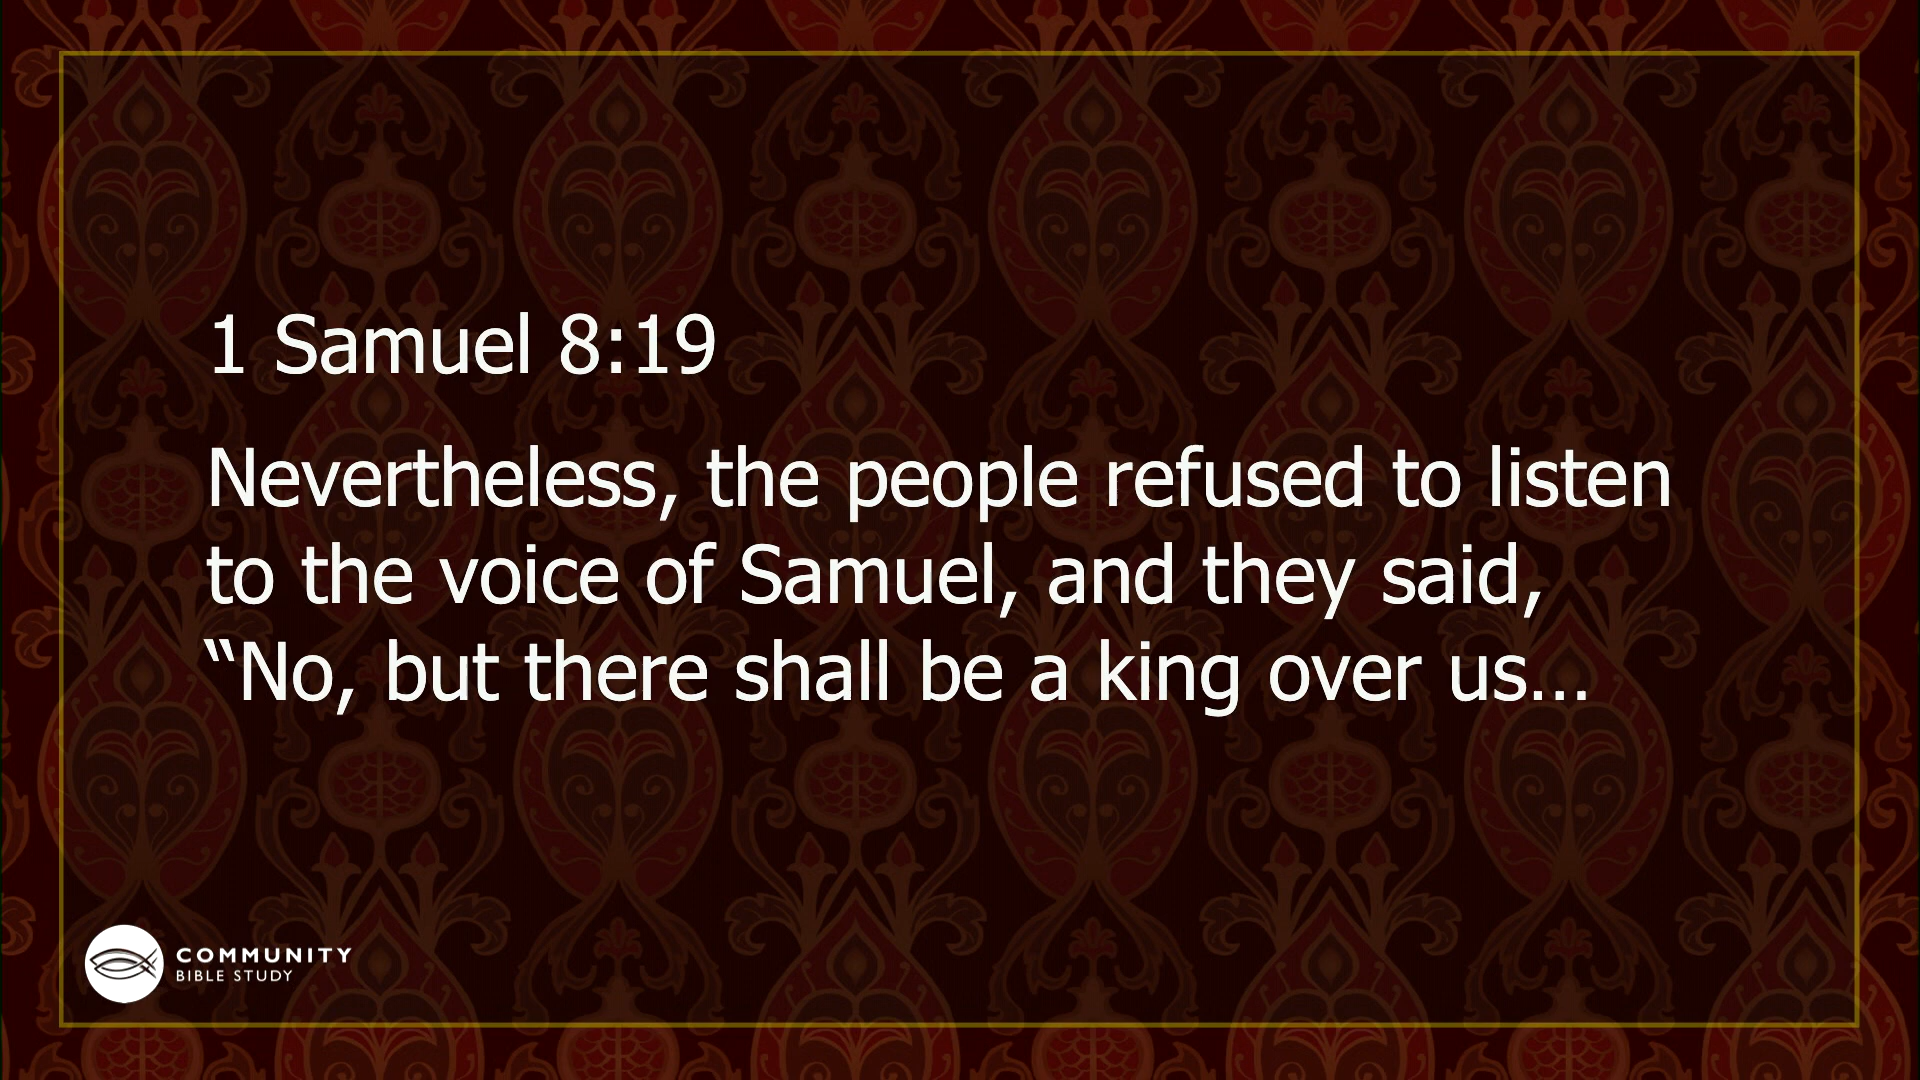 1 Samuel 8:19
Nevertheless, the people refused to listen
to the voice of Samuel, and they said,
“No, but there shall be a king over us…
COMMUNITY
BIBLE STUDY